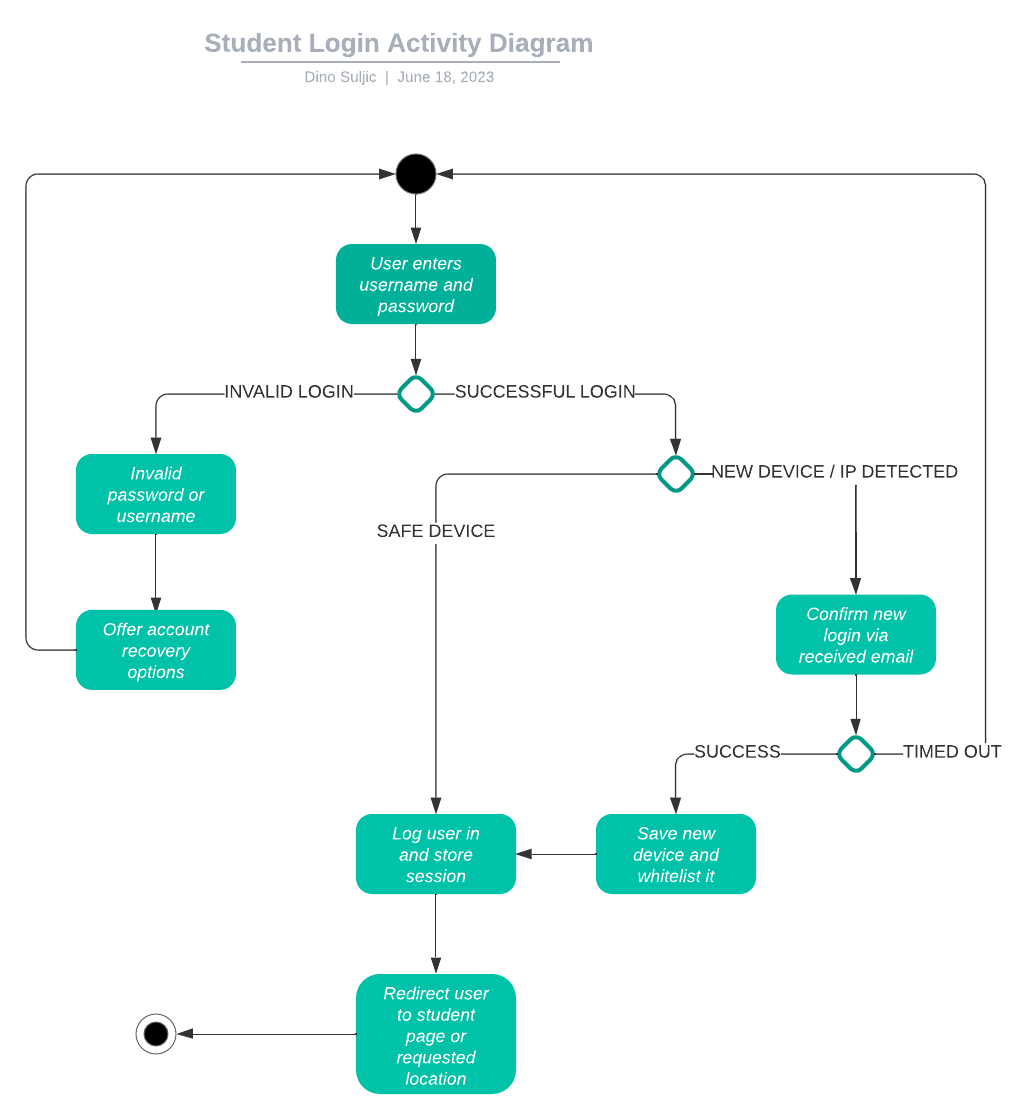 Student Login Activity Diagram
Dino Suljic | June 18, 2023
User enters
username and
password
INVALID LOGIN
SUCCESSFUL LOGIN
Invalid
password or
username
NEW DEVICE / IP DETECTED
SAFE DEVICE
Offer account
recovery
options
Confirm new
login via
received email
SUCCESS
TIMED OUT
Log user in
and store
session
Save new
device and
whitelist it
Redirect user
to student
page or
requested
location